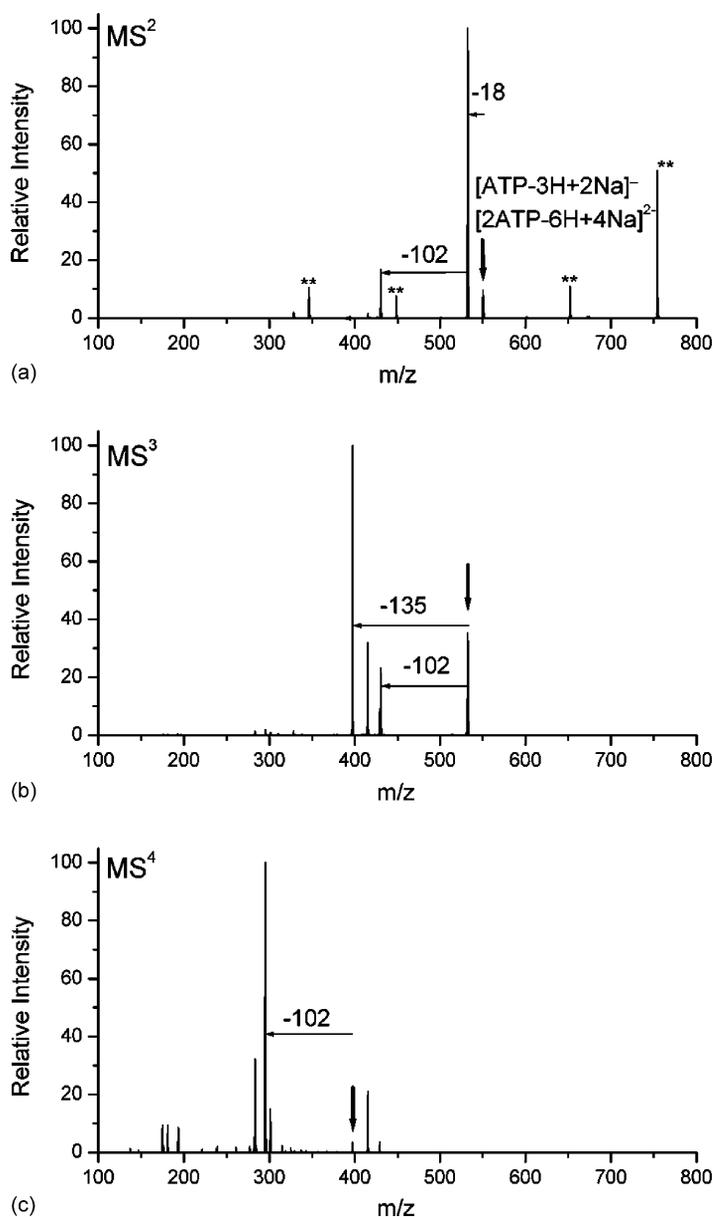 MS²
Relative Intensity
100
80
60
40
20
0
-18
**
[ATP-3H+2Na]⁻
[2ATP-6H+4Na]²⁻
-102
**
**
**
100 200 300 400 500 600 700 800
m/z
(a)
MS³
Relative Intensity
100
80
60
40
20
0
-135
-102
100 200 300 400 500 600 700 800
m/z
(b)
MS⁴
Relative Intensity
100
80
60
40
20
0
-102
100 200 300 400 500 600 700 800
m/z
(c)